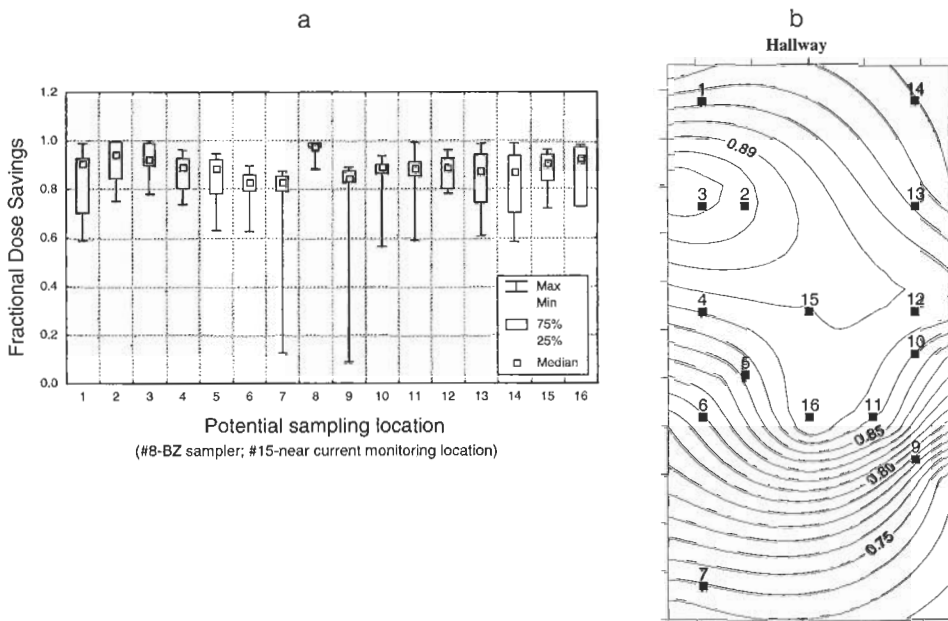 a
Fractional Dose Savings
1.2
1.0
0.8
0.6
0.4
0.2
0.0
Max
Min
75%
25%
Median
1 2 3 4 5 6 7 8 9 10 11 12 13 14 15 16
Potential sampling location
(#8-BZ sampler; #15-near current monitoring location)
b
Hallway
1
14
0.89
3
2
13
4
15
12
10
5
6
16
11
0.85
9
0.80
0.75
7